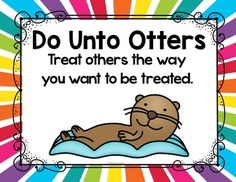 Do Unto Otters
Treat others the way
you want to be treated.